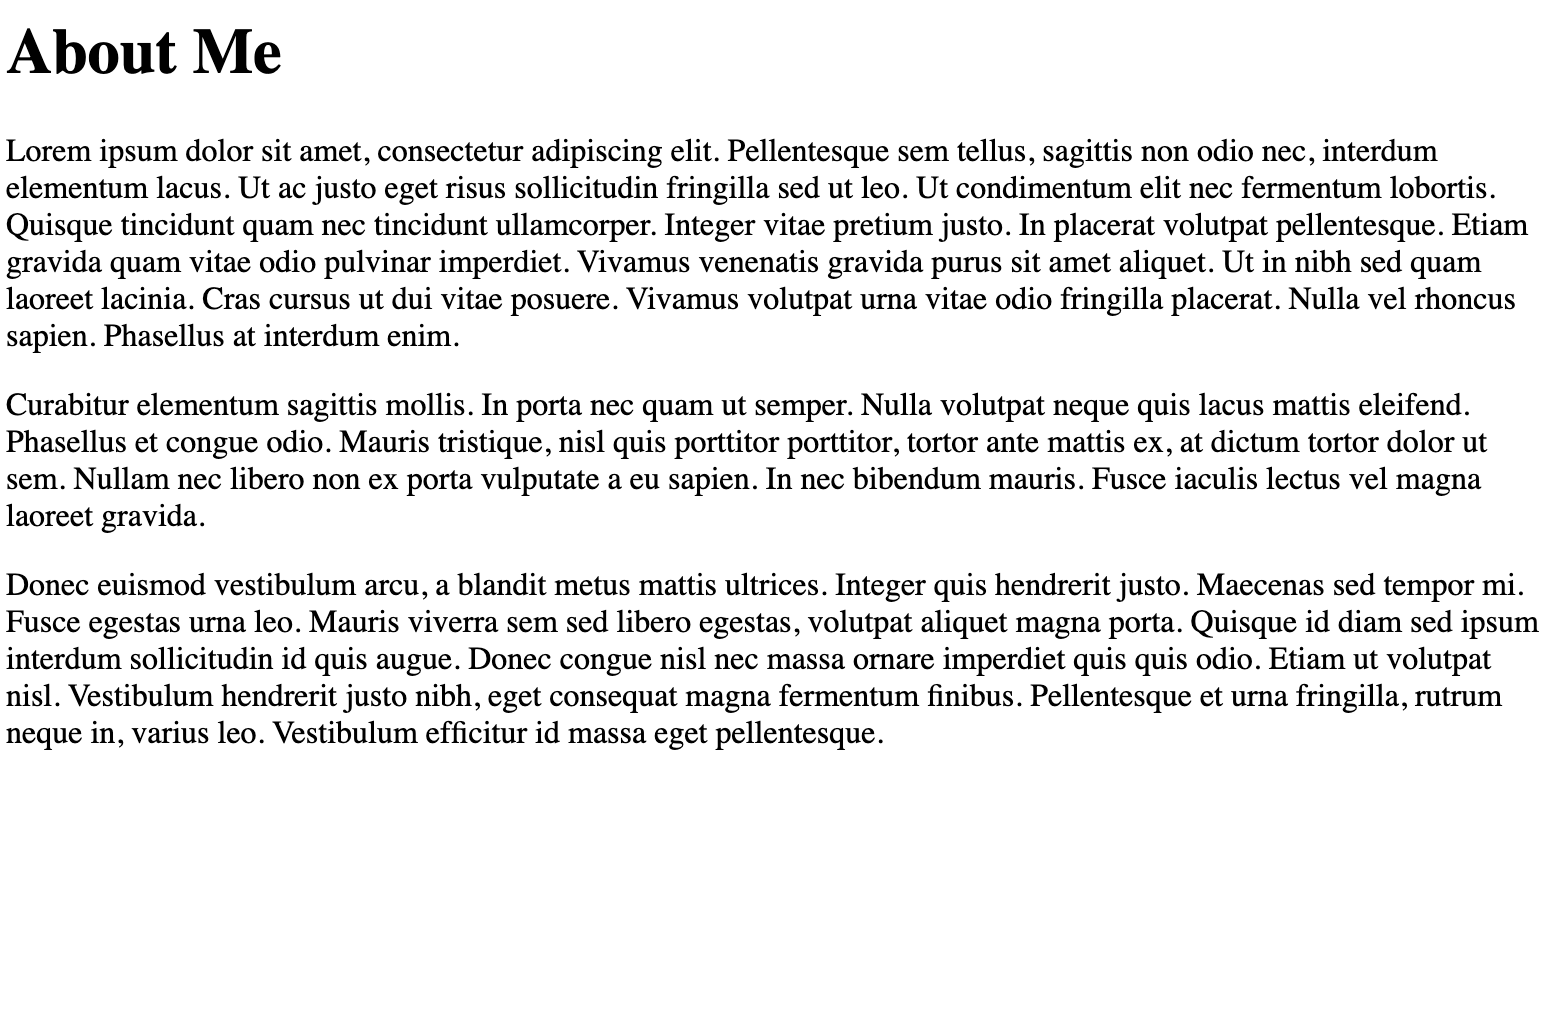 About Me
Lorem ipsum dolor sit amet, consectetur adipiscing elit. Pellentesque sem tellus, sagittis non odio nec, interdum
elementum lacus. Ut ac justo eget risus sollicitudin fringilla sed ut leo. Ut condimentum elit nec fermentum lobortis.
Quisque tincidunt quam nec tincidunt ullamcorper. Integer vitae pretium justo. In placerat volutpat pellentesque. Etiam
gravida quam vitae odio pulvinar imperdiet. Vivamus venenatis gravida purus sit amet aliquet. Ut in nibh sed quam
laoreet lacinia. Cras cursus ut dui vitae posuere. Vivamus volutpat urna vitae odio fringilla placerat. Nulla vel rhoncus
sapien. Phasellus at interdum enim.
Curabitur elementum sagittis mollis. In porta nec quam ut semper. Nulla volutpat neque quis lacus mattis eleifend.
Phasellus et congue odio. Mauris tristique, nisl quis porttitor porttitor, tortor ante mattis ex, at dictum tortor dolor ut
sem. Nullam nec libero non ex porta vulputate a eu sapien. In nec bibendum mauris. Fusce iaculis lectus vel magna
laoreet gravida.
Donec euismod vestibulum arcu, a blandit metus mattis ultrices. Integer quis hendrerit justo. Maecenas sed tempor mi.
Fusce egestas urna leo. Mauris viverra sem sed libero egestas, volutpat aliquet magna porta. Quisque id diam sed ipsum
interdum sollicitudin id quis augue. Donec congue nisl nec massa ornare imperdiet quis quis odio. Etiam ut volutpat
nisl. Vestibulum hendrerit justo nibh, eget consequat magna fermentum finibus. Pellentesque et urna fringilla, rutrum
neque in, varius leo. Vestibulum efficitur id massa eget pellentesque.